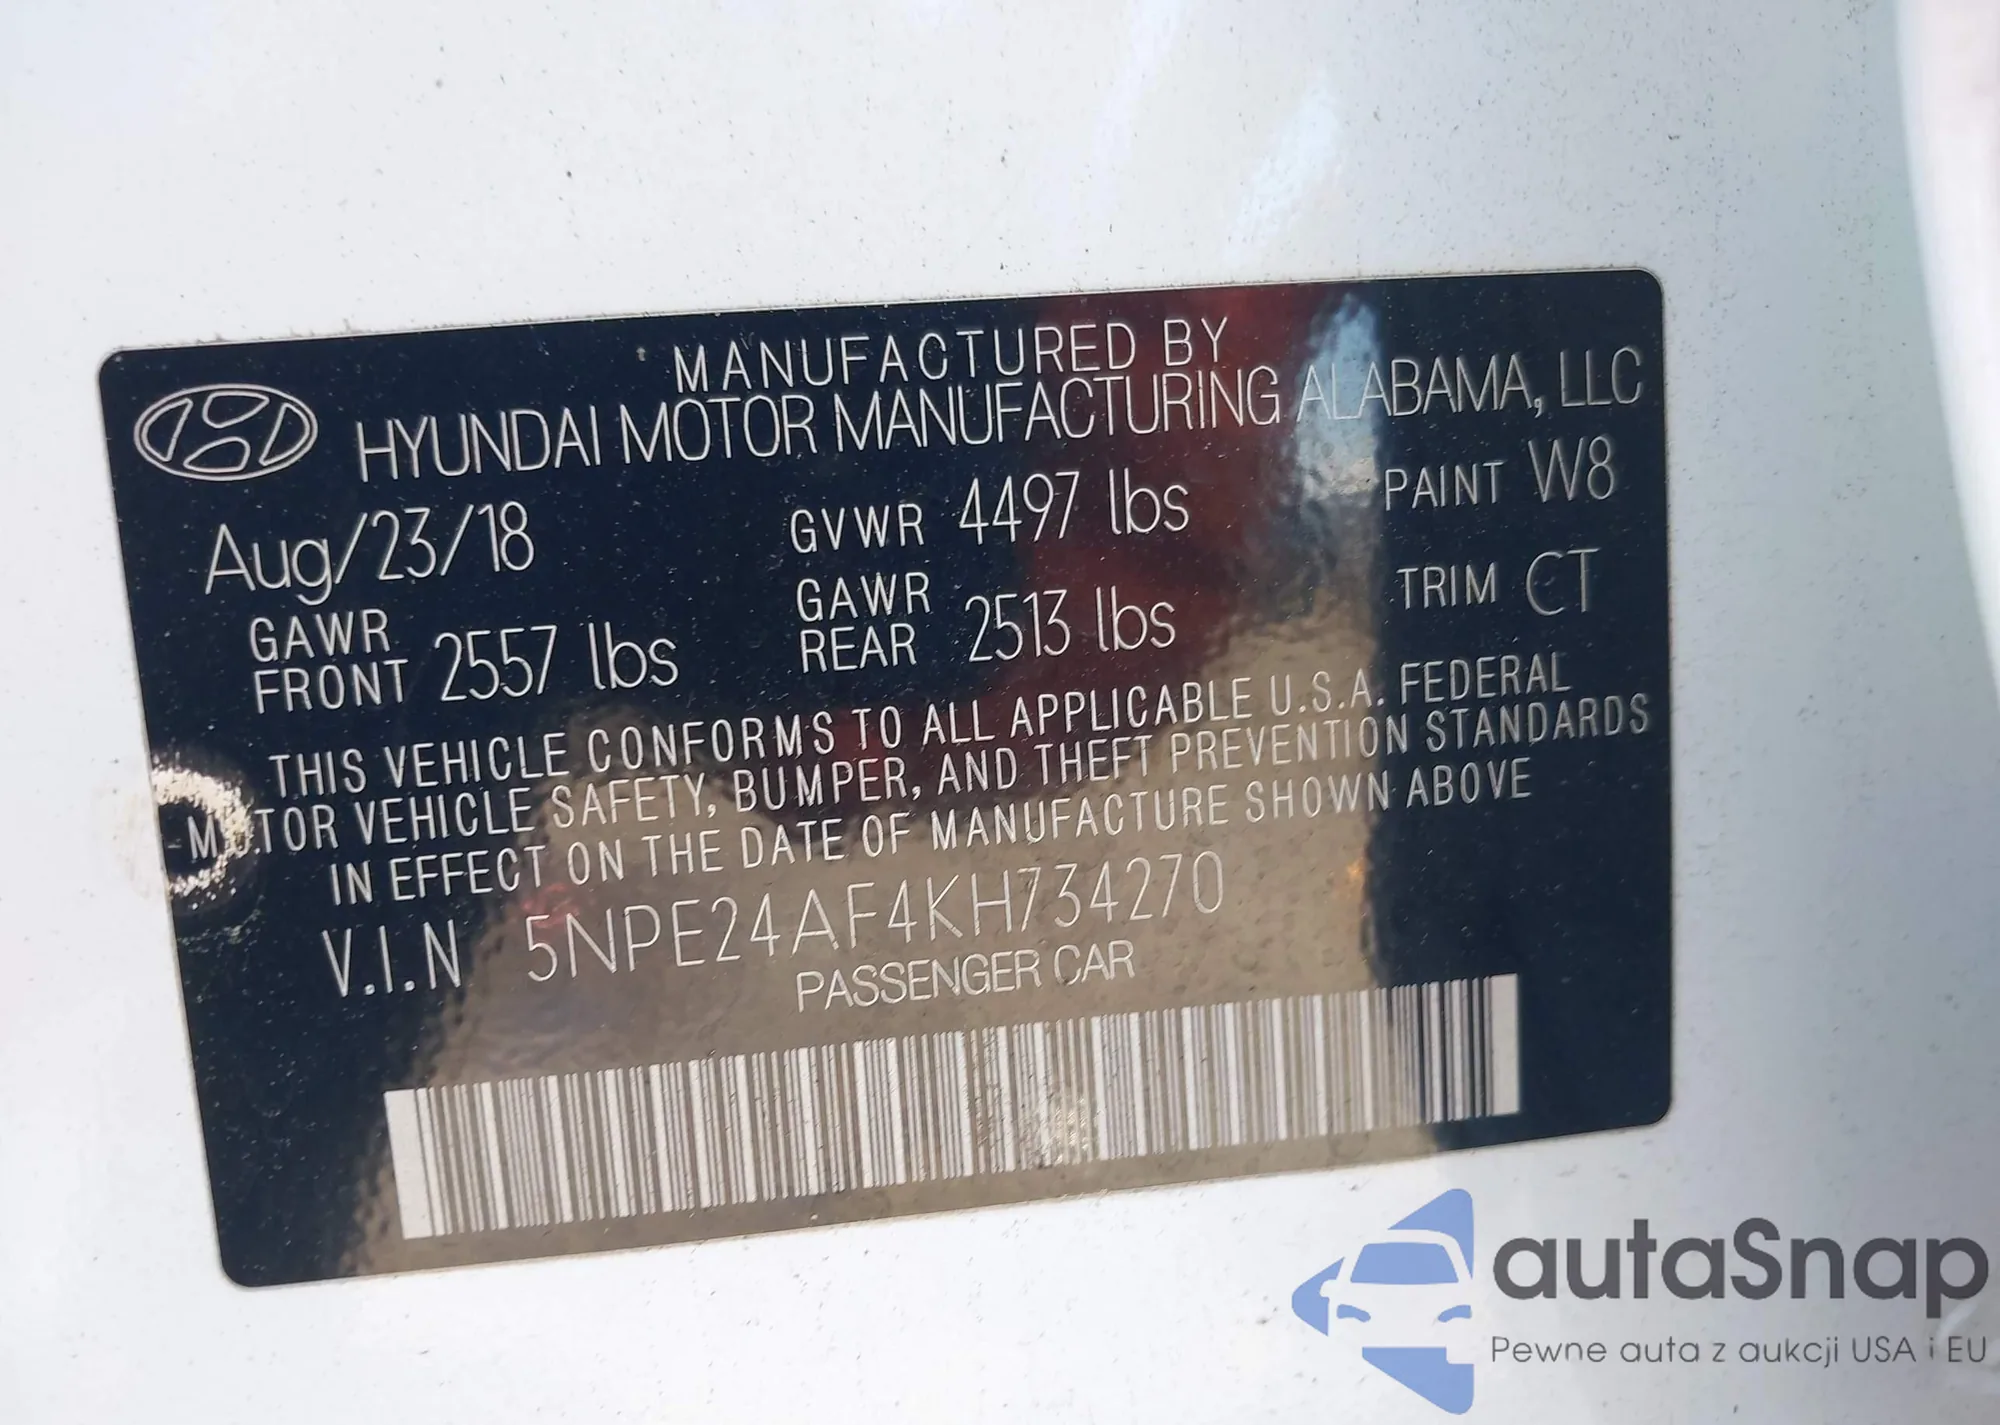 MANUFACTURED BY
HYUNDAI MOTOR MANUFACTURING ALABAMA, LLC
Aug/23/18 GVWR 4497 lbs PAINT W8
GAWR FRONT 2557 lbs GAWR REAR 2513 lbs TRIM CT
THIS VEHICLE CONFORMS TO ALL APPLICABLE U.S.A. FEDERAL
MOTOR VEHICLE SAFETY, BUMPER, AND THEFT PREVENTION STANDARDS
IN EFFECT ON THE DATE OF MANUFACTURE SHOWN ABOVE
V.I.N 5NPE24AF4KH734270
PASSENGER CAR
autaSnap
Pewne auta z aukcji USA i EU